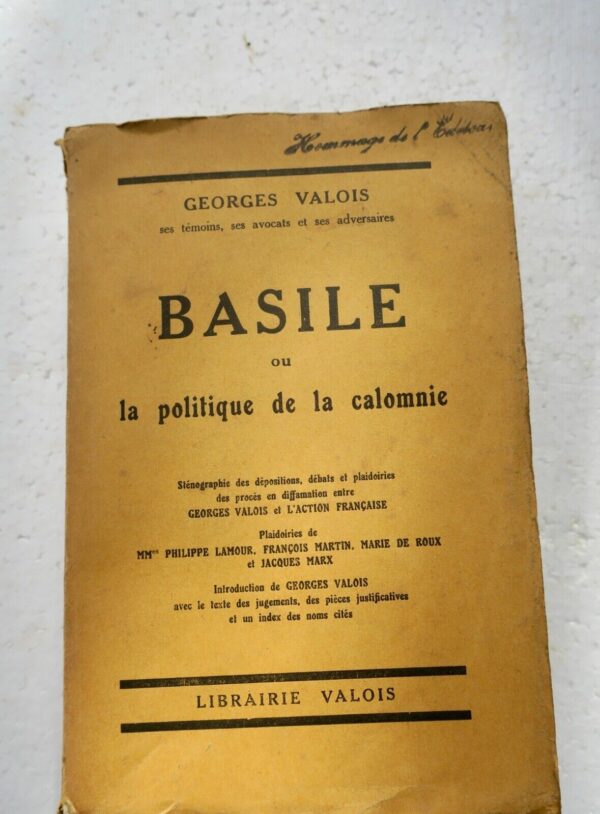 Hommage de l'Editeur
GEORGES VALOIS
ses témoins, ses avocats et ses adversaires
BASILE
ou
la politique de la calomnie
Sténographie des dépositions, débats et plaidoiries
des procès en diffamation entre
GEORGES VALOIS et L'ACTION FRANÇAISE
Plaidoiries de
MMes PHILIPPE LAMOUR, FRANÇOIS MARTIN, MARIE DE ROUX
et JACQUES MARX
Introduction de GEORGES VALOIS
avec le texte des jugements, des pièces justificatives
et un index des noms cités
LIBRAIRIE VALOIS